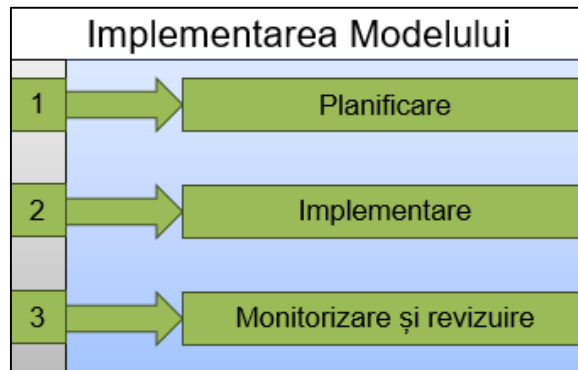 Implementarea Modelului
1 Planificare
2 Implementare
3 Monitorizare și revizuire